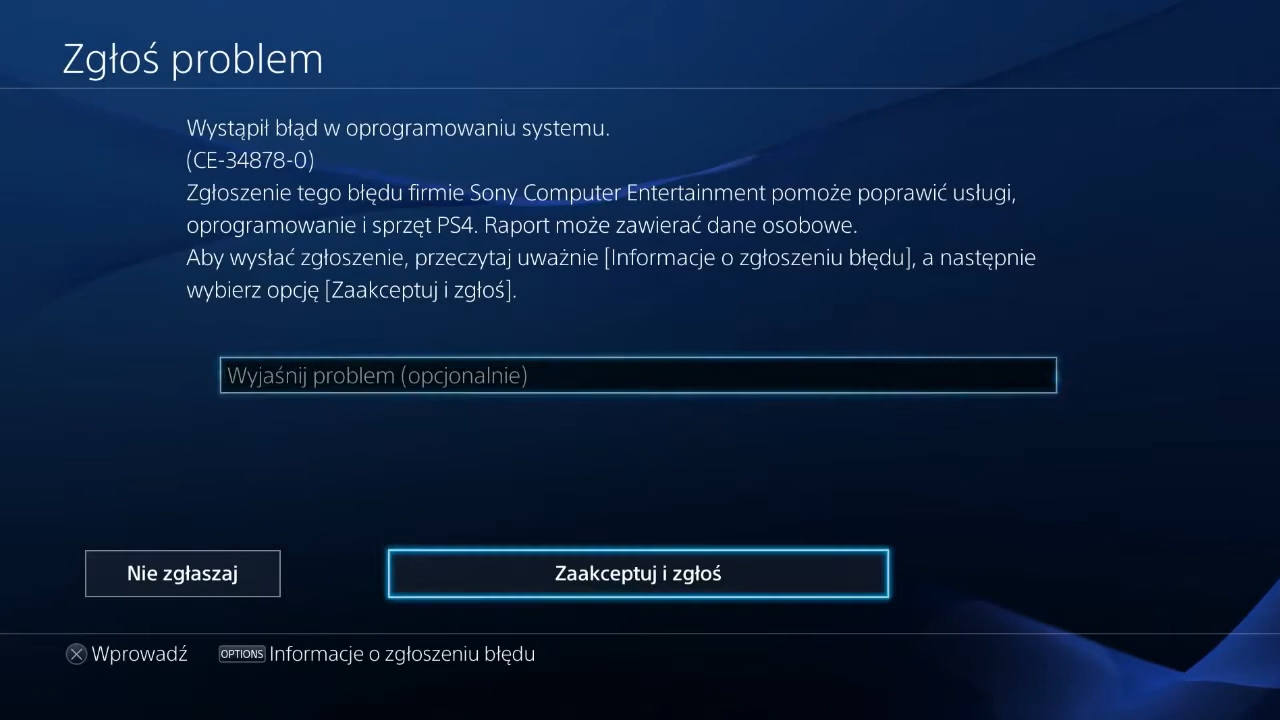 Zgłoś problem
Wystąpił błąd w oprogramowaniu systemu.
(CE-34878-0)
Zgłoszenie tego błędu firmie Sony Computer Entertainment pomoże poprawić usługi,
oprogramowanie i sprzęt PS4. Raport może zawierać dane osobowe.
Aby wysłać zgłoszenie, przeczytaj uważnie [Informacje o zgłoszeniu błędu], a następnie
wybierz opcję [Zaakceptuj i zgłoś].
Wyjaśnij problem (opcjonalnie)
Nie zgłaszaj
Zaakceptuj i zgłoś
Wprowadź
OPTIONS Informacje o zgłoszeniu błędu